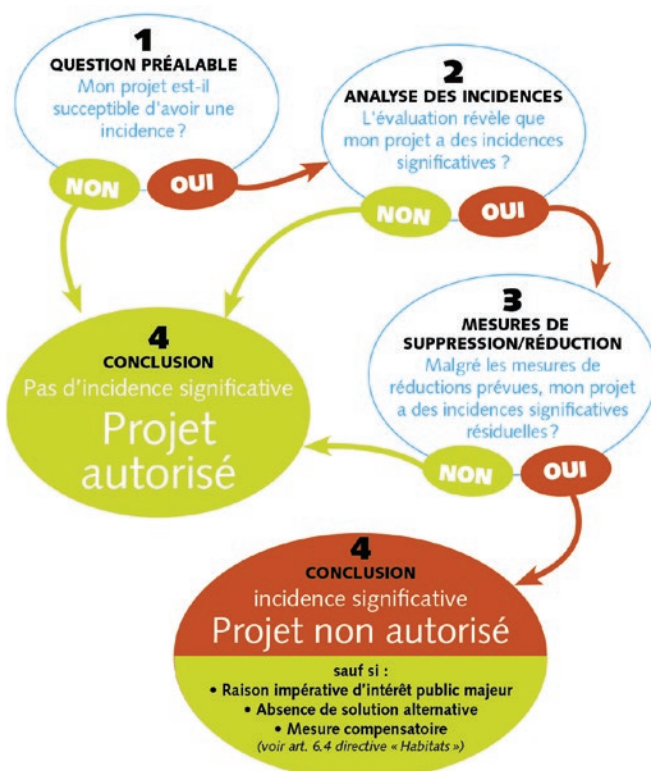 1
QUESTION PRÉALABLE
Mon projet est-il
succeptible d'avoir une
incidence ?
NON
OUI
2
ANALYSE DES INCIDENCES
L'évaluation révèle que
mon projet a des incidences
significatives ?
NON
OUI
3
MESURES DE
SUPPRESSION/RÉDUCTION
Malgré les mesures de
réductions prévues, mon projet
a des incidences significatives
résiduelles ?
NON
OUI
4
CONCLUSION
Pas d'incidence significative
Projet
autorisé
4
CONCLUSION
incidence significative
Projet non autorisé
sauf si :
• Raison impérative d'intérêt public majeur
• Absence de solution alternative
• Mesure compensatoire
(voir art. 6.4 directive « Habitats »)